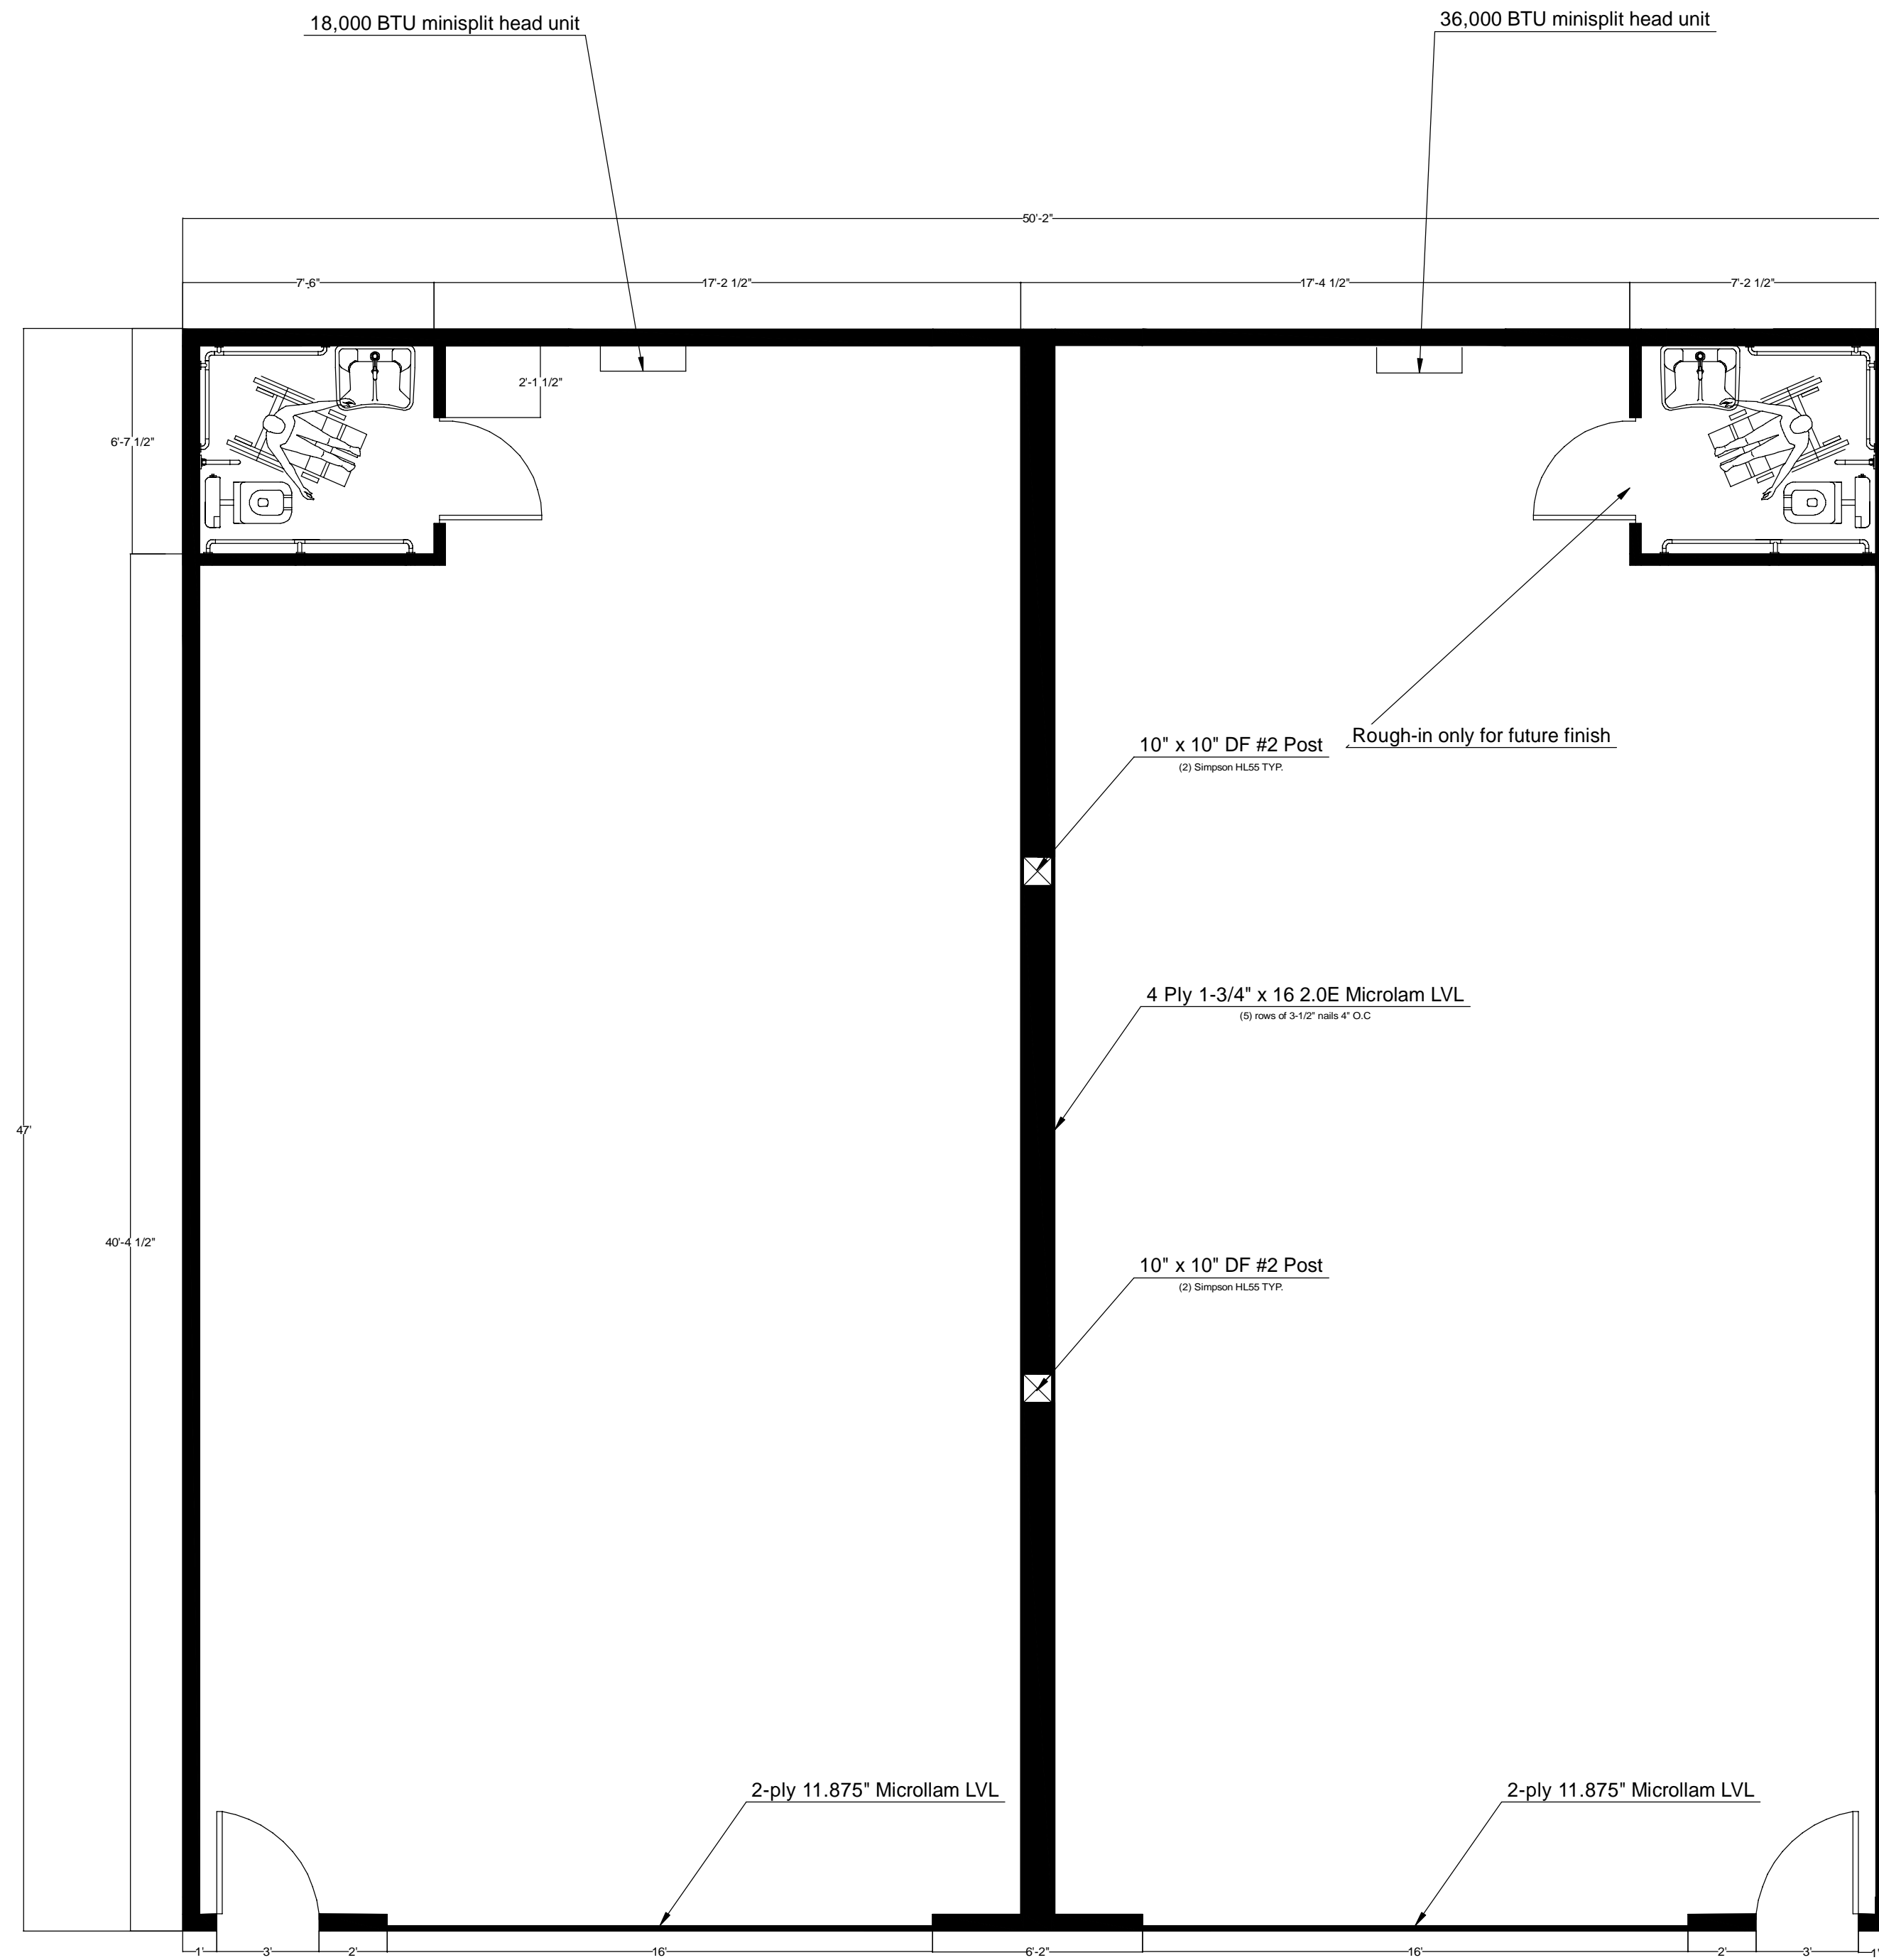 36,000 BTU minisplit head unit
18,000 BTU minisplit head unit
50'-2"
7'-6"
17'-2 1/2"
17'-4 1/2"
7'-2 1/2"
2'-1 1/2"
6'-7 1/2"
Rough-in only for future finish
10" x 10" DF #2 Post
(2) Simpson HL55 TYP.
4 Ply 1-3/4" x 16 2.0E Microlam LVL
(5) rows of 3-1/2" nails 4" O.C
47'
40'-4 1/2"
10" x 10" DF #2 Post
(2) Simpson HL55 TYP.
2-ply 11.875" Microllam LVL
2-ply 11.875" Microllam LVL
1'
3'
2'
16'
6'-2"
16'
2'
3'
1'